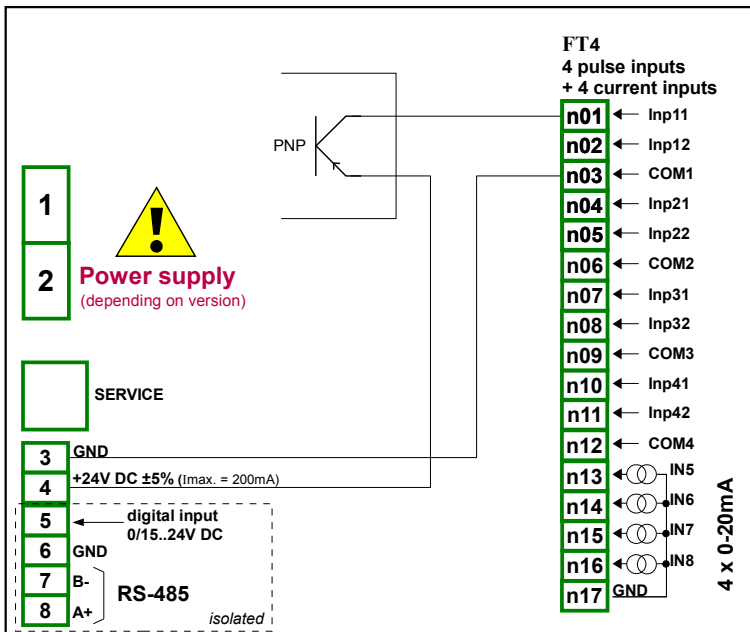 FT4
4 pulse inputs
+ 4 current inputs
n01 Inp11
n02 Inp12
n03 COM1
n04 Inp21
n05 Inp22
n06 COM2
n07 Inp31
n08 Inp32
n09 COM3
n10 Inp41
n11 Inp42
n12 COM4
n13 IN5
n14 IN6
n15 IN7
n16 IN8
n17 GND
4 x 0-20mA
PNP
1
2
!
Power supply
(depending on version)
SERVICE
3 GND
4 +24V DC ±5% (Imax. = 200mA)
5 digital input
0/15..24V DC
6 GND
7 B-
8 A+
RS-485
isolated